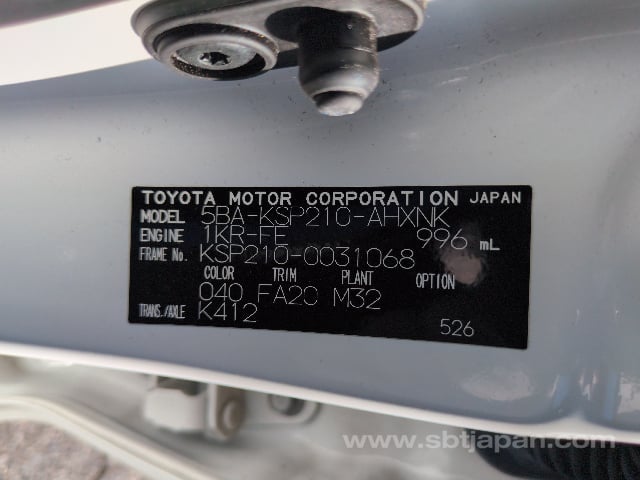 TOYOTA MOTOR CORPORATION JAPAN
MODEL 5BA-KSP210-AHXNK
ENGINE 1KR-FE 996 mL
FRAME No. KSP210-0031068
COLOR TRIM PLANT OPTION
040 FA20 M32
TRANS./AXLE K412
526
www.sbtjapan.com